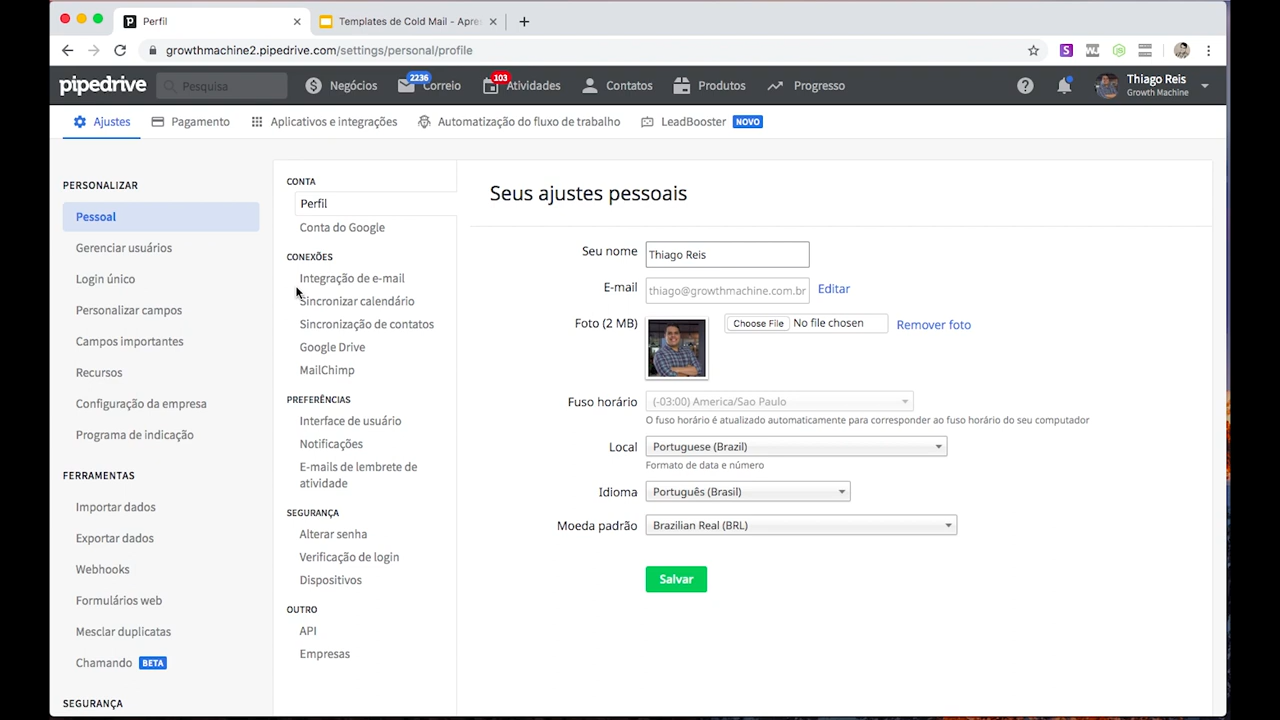 Perfil
Templates de Cold Mail - Apres
growthmachine2.pipedrive.com/settings/personal/profile
pipedrive
Pesquisa
Negócios
2236
Correio
103
Atividades
Contatos
Produtos
Progresso
Thiago Reis
Growth Machine
Ajustes
Pagamento
Aplicativos e integrações
Automatização do fluxo de trabalho
LeadBooster
NOVO
PERSONALIZAR
Pessoal
Gerenciar usuários
Login único
Personalizar campos
Campos importantes
Recursos
Configuração da empresa
Programa de indicação
FERRAMENTAS
Importar dados
Exportar dados
Webhooks
Formulários web
Mesclar duplicatas
Chamando BETA
SEGURANÇA
CONTA
Perfil
Conta do Google
CONEXÕES
Integração de e-mail
Sincronizar calendário
Sincronização de contatos
Google Drive
MailChimp
PREFERÊNCIAS
Interface de usuário
Notificações
E-mails de lembrete de
atividade
SEGURANÇA
Alterar senha
Verificação de login
Dispositivos
OUTRO
API
Empresas
Seus ajustes pessoais
Seu nome Thiago Reis
E-mail thiago@growthmachine.com.br Editar
Foto (2 MB) Choose File No file chosen Remover foto
Fuso horário (-03:00) America/Sao Paulo
O fuso horário é atualizado automaticamente para corresponder ao fuso horário do seu computador
Local Portuguese (Brazil)
Formato de data e número
Idioma Português (Brasil)
Moeda padrão Brazilian Real (BRL)
Salvar